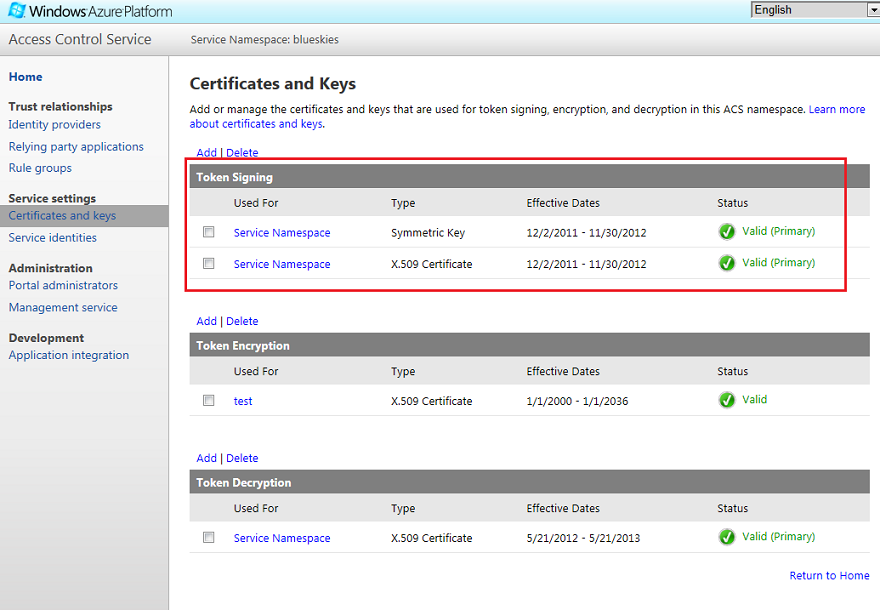 Windows Azure Platform
English
Access Control Service
Service Namespace: blueskies
Home
Trust relationships
Identity providers
Relying party applications
Rule groups
Service settings
Certificates and keys
Service identities
Administration
Portal administrators
Management service
Development
Application integration
Certificates and Keys
Add or manage the certificates and keys that are used for token signing, encryption, and decryption in this ACS namespace. Learn more
about certificates and keys.
Add | Delete
Token Signing
Used For Type Effective Dates Status
Service Namespace Symmetric Key 12/2/2011 - 11/30/2012 Valid (Primary)
Service Namespace X.509 Certificate 12/2/2011 - 11/30/2012 Valid (Primary)
Add | Delete
Token Encryption
Used For Type Effective Dates Status
test X.509 Certificate 1/1/2000 - 1/1/2036 Valid
Add | Delete
Token Decryption
Used For Type Effective Dates Status
Service Namespace X.509 Certificate 5/21/2012 - 5/21/2013 Valid (Primary)
Return to Home